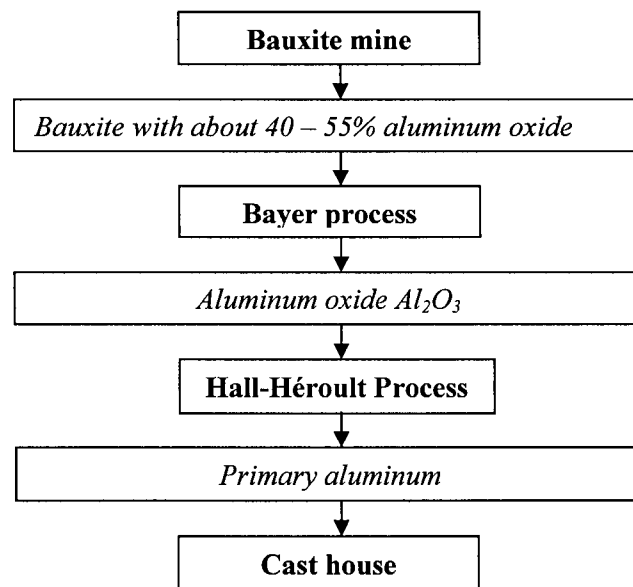 Bauxite mine
Bauxite with about 40 – 55% aluminum oxide
Bayer process
Aluminum oxide Al₂O₃
Hall-Héroult Process
Primary aluminum
Cast house